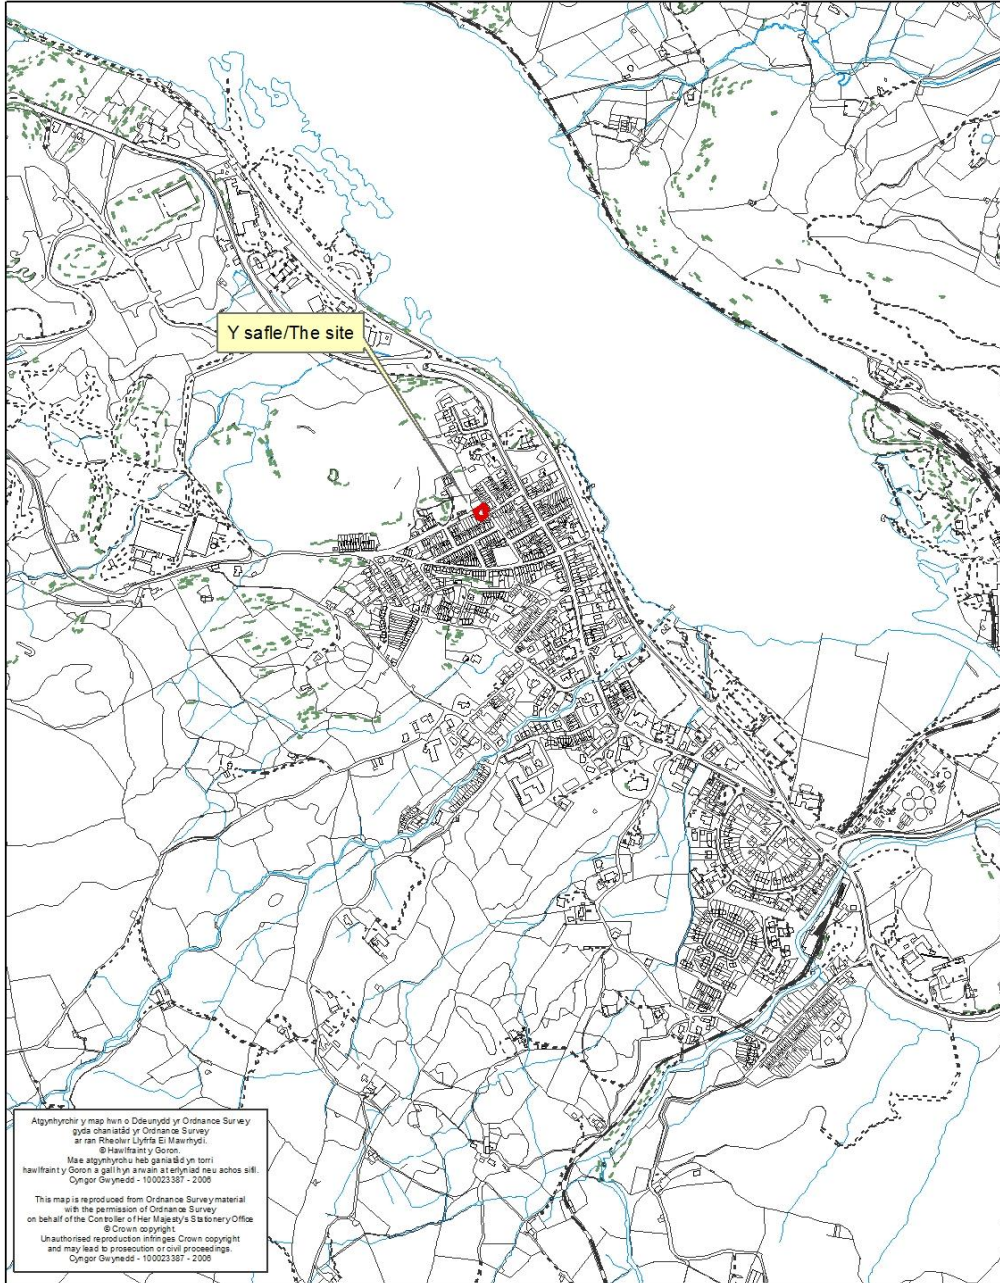 Y safle/The site
Atgynhyrchir y map hwn o Ddeunydd yr Ordnance Survey
gyda chaniatâd yr Ordnance Survey
ar ran Rheolwr Llyfrfa Ei Mawrhydi.
© Hawlfraint y Goron.
Mae atgynhyrchu heb ganiatâd yn torri
hawlfraint y Goron a gall hyn arwain at erlyniad neu achos sifil.
Cyngor Gwynedd - 100023387 - 2006
This map is reproduced from Ordnance Survey material
with the permission of Ordnance Survey
on behalf of the Controller of Her Majesty's Stationery Office
© Crown copyright.
Unauthorised reproduction infringes Crown copyright
and may lead to prosecution or civil proceedings.
Cyngor Gwynedd - 100023387 - 2006